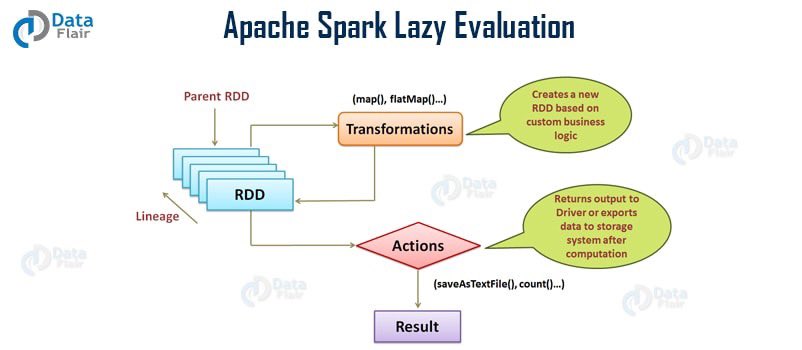 Data
Flair
Apache Spark Lazy Evaluation
Parent RDD
(map(), flatMap()...)
Transformations
Creates a new
RDD based on
custom business
logic
RDD
Lineage
Data
Flair
Data
Flair
Actions
Returns output to
Driver or exports
data to storage
system after
computation
Data
Flair
(saveAsTextFile(), count()...)
Data
Flair
Data
Flair
Result